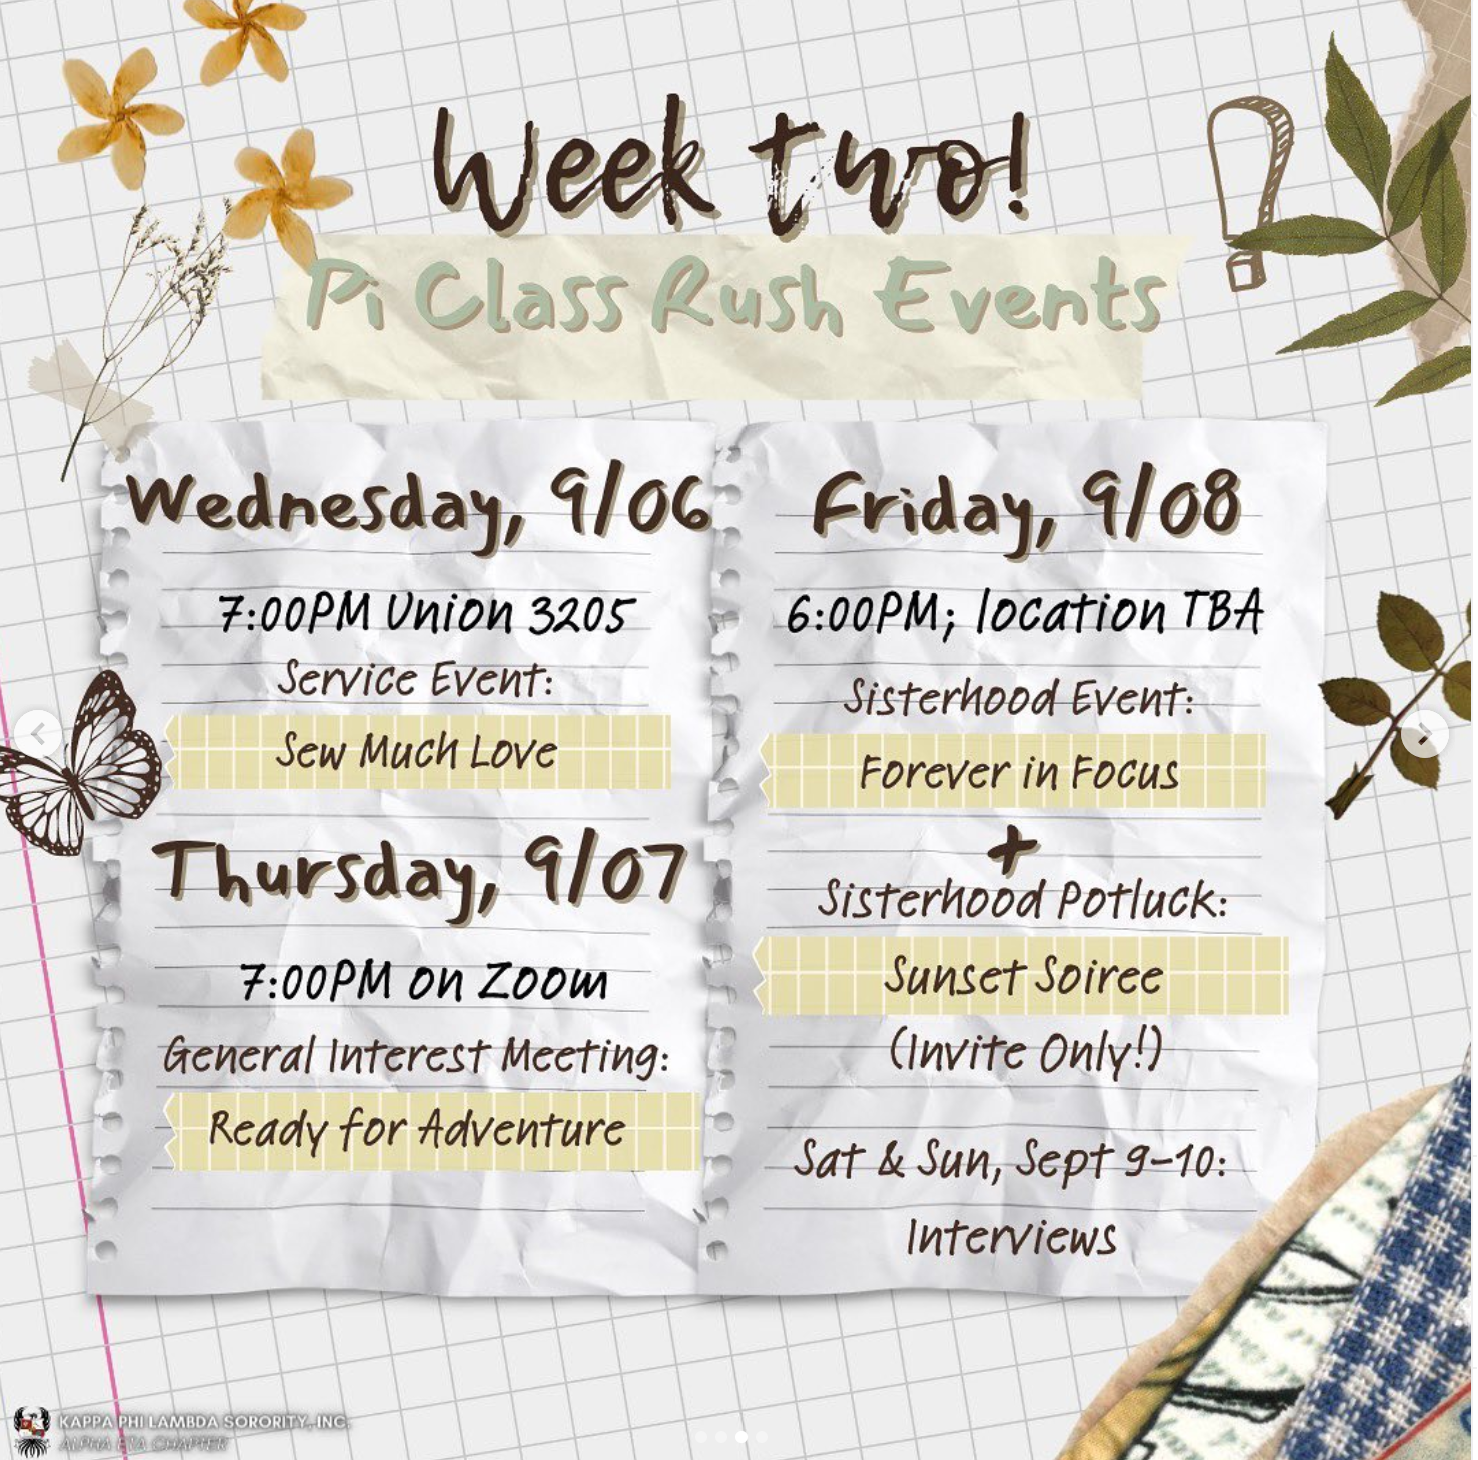 Week two!
Pi Class Rush Events
Wednesday, 9/06
7:00PM Union 3205
Service Event:
Sew Much Love
Thursday, 9/07
7:00PM on Zoom
General Interest Meeting:
Ready for Adventure
Friday, 9/08
6:00PM; location TBA
Sisterhood Event:
Forever in Focus
+
Sisterhood Potluck:
Sunset Soiree
(Invite Only!)
Sat & Sun, Sept 9-10:
Interviews
KAPPA PHI LAMBDA SORORITY, INC.
ALPHA ETA CHAPTER